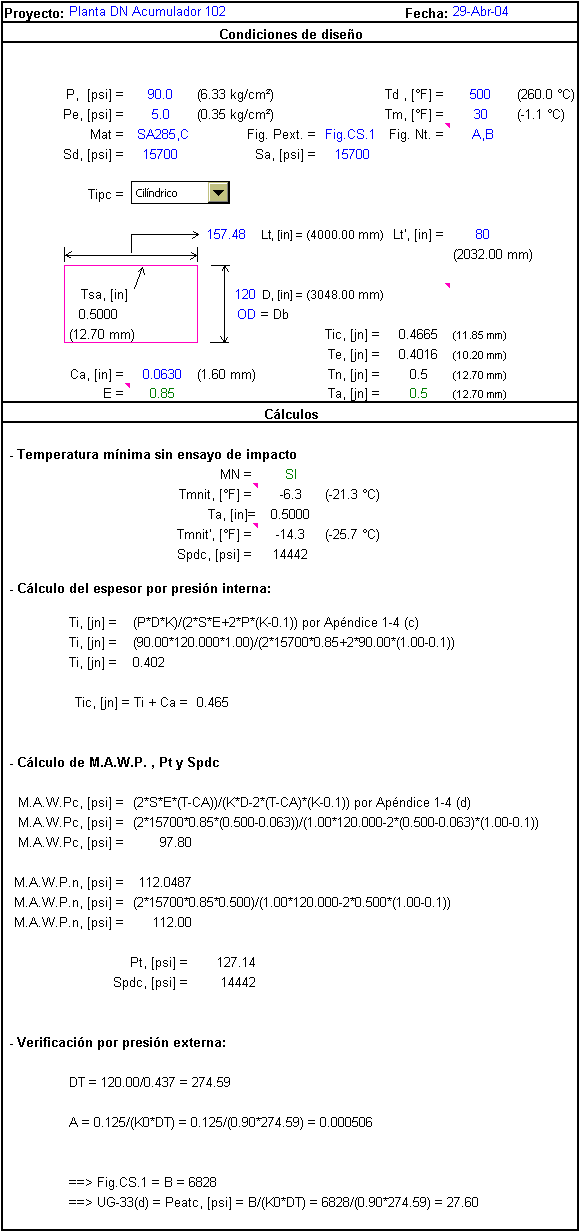 Proyecto: Planta DN Acumulador 102 Fecha: 29-Abr-04
Condiciones de diseño
P, [psi] = 90.0 (6.33 kg/cm²) Td , [°F] = 500 (260.0 °C)
Pe, [psi] = 5.0 (0.35 kg/cm²) Tm, [°F] = 30 (-1.1 °C)
Mat = SA285,C Fig. Pext. = Fig.CS.1 Fig. Nt. = A,B
Sd, [psi] = 15700 Sa, [psi] = 15700
Tipc = Cilíndrico
157.48 Lt, [in] = (4000.00 mm) Lt', [in] = 80
(2032.00 mm)
Tsa, [in]
0.5000
(12.70 mm)
120 D, [in] = (3048.00 mm)
OD = Db
Tic, [jn] = 0.4665 (11.85 mm)
Te, [jn] = 0.4016 (10.20 mm)
Ca, [in] = 0.0630 (1.60 mm) Tn, [jn] = 0.5 (12.70 mm)
E = 0.85 Ta, [jn] = 0.5 (12.70 mm)
Cálculos
- Temperatura mínima sin ensayo de impacto
MN = SI
Tmnit, [°F] = -6.3 (-21.3 °C)
Ta, [in]= 0.5000
Tmnit', [°F] = -14.3 (-25.7 °C)
Spdc, [psi] = 14442
- Cálculo del espesor por presión interna:
Ti, [jn] = (P*D*K)/(2*S*E+2*P*(K-0.1)) por Apéndice 1-4 (c)
Ti, [jn] = (90.00*120.000*1.00)/(2*15700*0.85+2*90.00*(1.00-0.1))
Ti, [jn] = 0.402
Tic, [jn] = Ti + Ca = 0.465
- Cálculo de M.A.W.P. , Pt y Spdc
M.A.W.Pc, [psi] = (2*S*E*(T-CA))/(K*D-2*(T-CA)*(K-0.1)) por Apéndice 1-4 (d)
M.A.W.Pc, [psi] = (2*15700*0.85*(0.500-0.063))/(1.00*120.000-2*(0.500-0.063)*(1.00-0.1))
M.A.W.Pc, [psi] = 97.80
M.A.W.P.n, [psi] = 112.0487
M.A.W.P.n, [psi] = (2*15700*0.85*0.500)/(1.00*120.000-2*0.500*(1.00-0.1))
M.A.W.P.n, [psi] = 112.00
Pt, [psi] = 127.14
Spdc, [psi] = 14442
- Verificación por presión externa:
DT = 120.00/0.437 = 274.59
A = 0.125/(K0*DT) = 0.125/(0.90*274.59) = 0.000506
==> Fig.CS.1 = B = 6828
==> UG-33(d) = Peatc, [psi] = B/(K0*DT) = 6828/(0.90*274.59) = 27.60